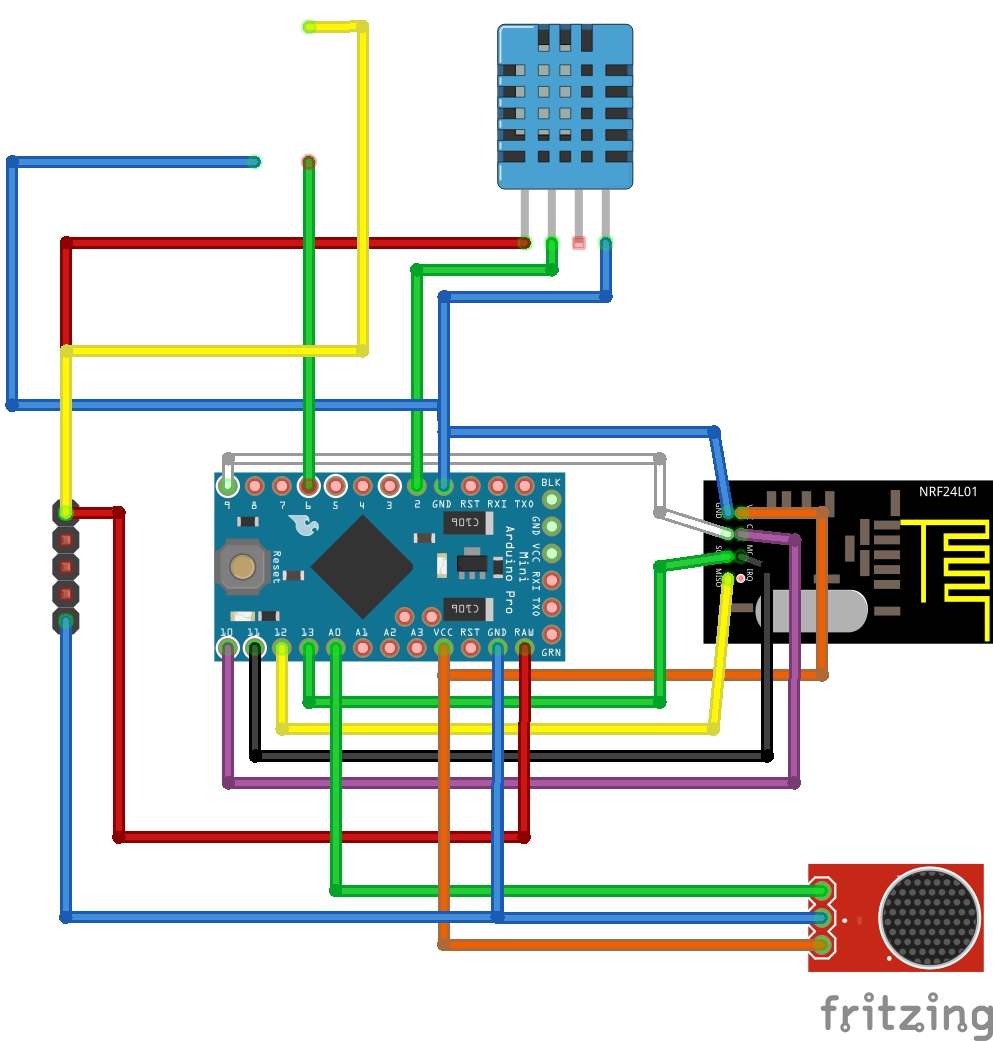 NRF24L01
BLK
9 8 7 6 5 4 3 2 GND RST RXI TXO
GND VCC RXI TXO
C106
Arduino Pro
Mini
Reset
C106
GND
MISO
IRQ
10 11 12 13 A0 A1 A2 A3 VCC RST GND RAW
GRN
fritzing